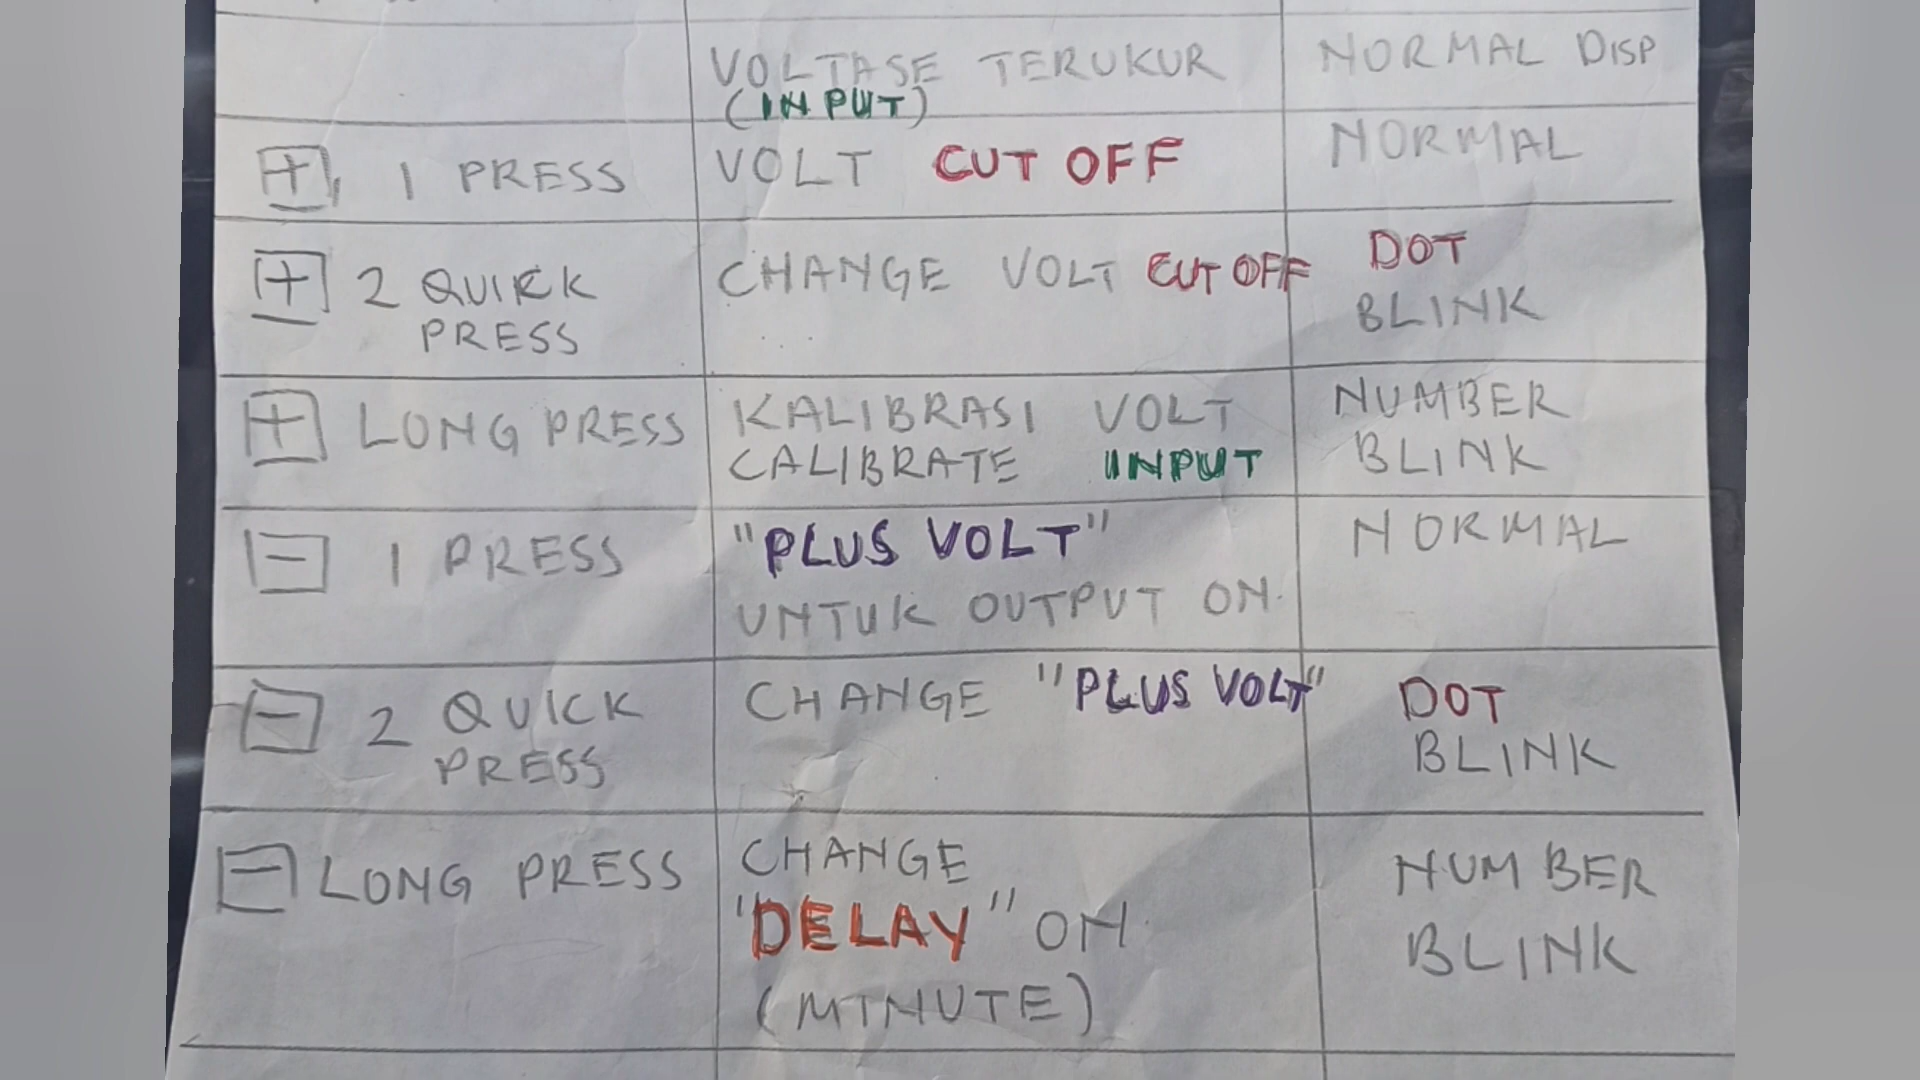 VOLTASE TERUKUR NORMAL DISP
(INPUT)
+, 1 PRESS VOLT CUT OFF NORMAL
+ 2 QUICK CHANGE VOLT CUT OFF DOT
PRESS BLINK
+ LONG PRESS KALIBRASI VOLT NUMBER
CALIBRATE INPUT BLINK
- 1 PRESS "PLUS VOLT" NORMAL
UNTUK OUTPUT ON.
- 2 QUICK CHANGE "PLUS VOLT" DOT
PRESS BLINK
- LONG PRESS CHANGE NUMBER
"DELAY" ON BLINK
(MINUTE)